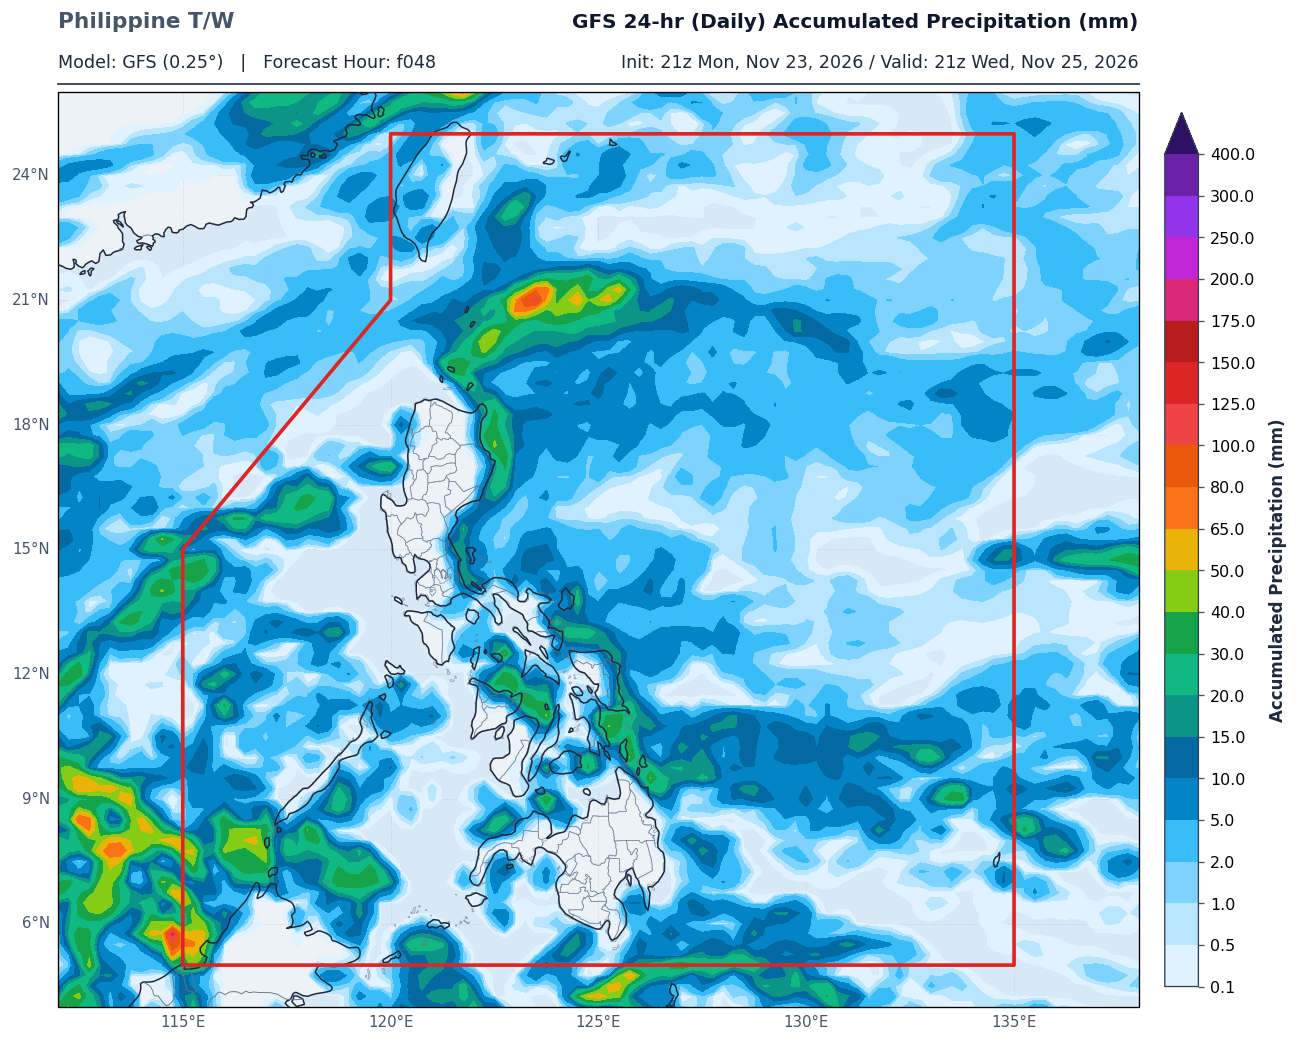 Philippine T/W
GFS 24-hr (Daily) Accumulated Precipitation (mm)
Model: GFS (0.25°) | Forecast Hour: f048
Init: 21z Mon, Nov 23, 2026 / Valid: 21z Wed, Nov 25, 2026
24°N
21°N
18°N
15°N
12°N
9°N
6°N
115°E
120°E
125°E
130°E
135°E
400.0
300.0
250.0
200.0
175.0
150.0
125.0
100.0
80.0
65.0
50.0
40.0
30.0
20.0
15.0
10.0
5.0
2.0
1.0
0.5
0.1
Accumulated Precipitation (mm)